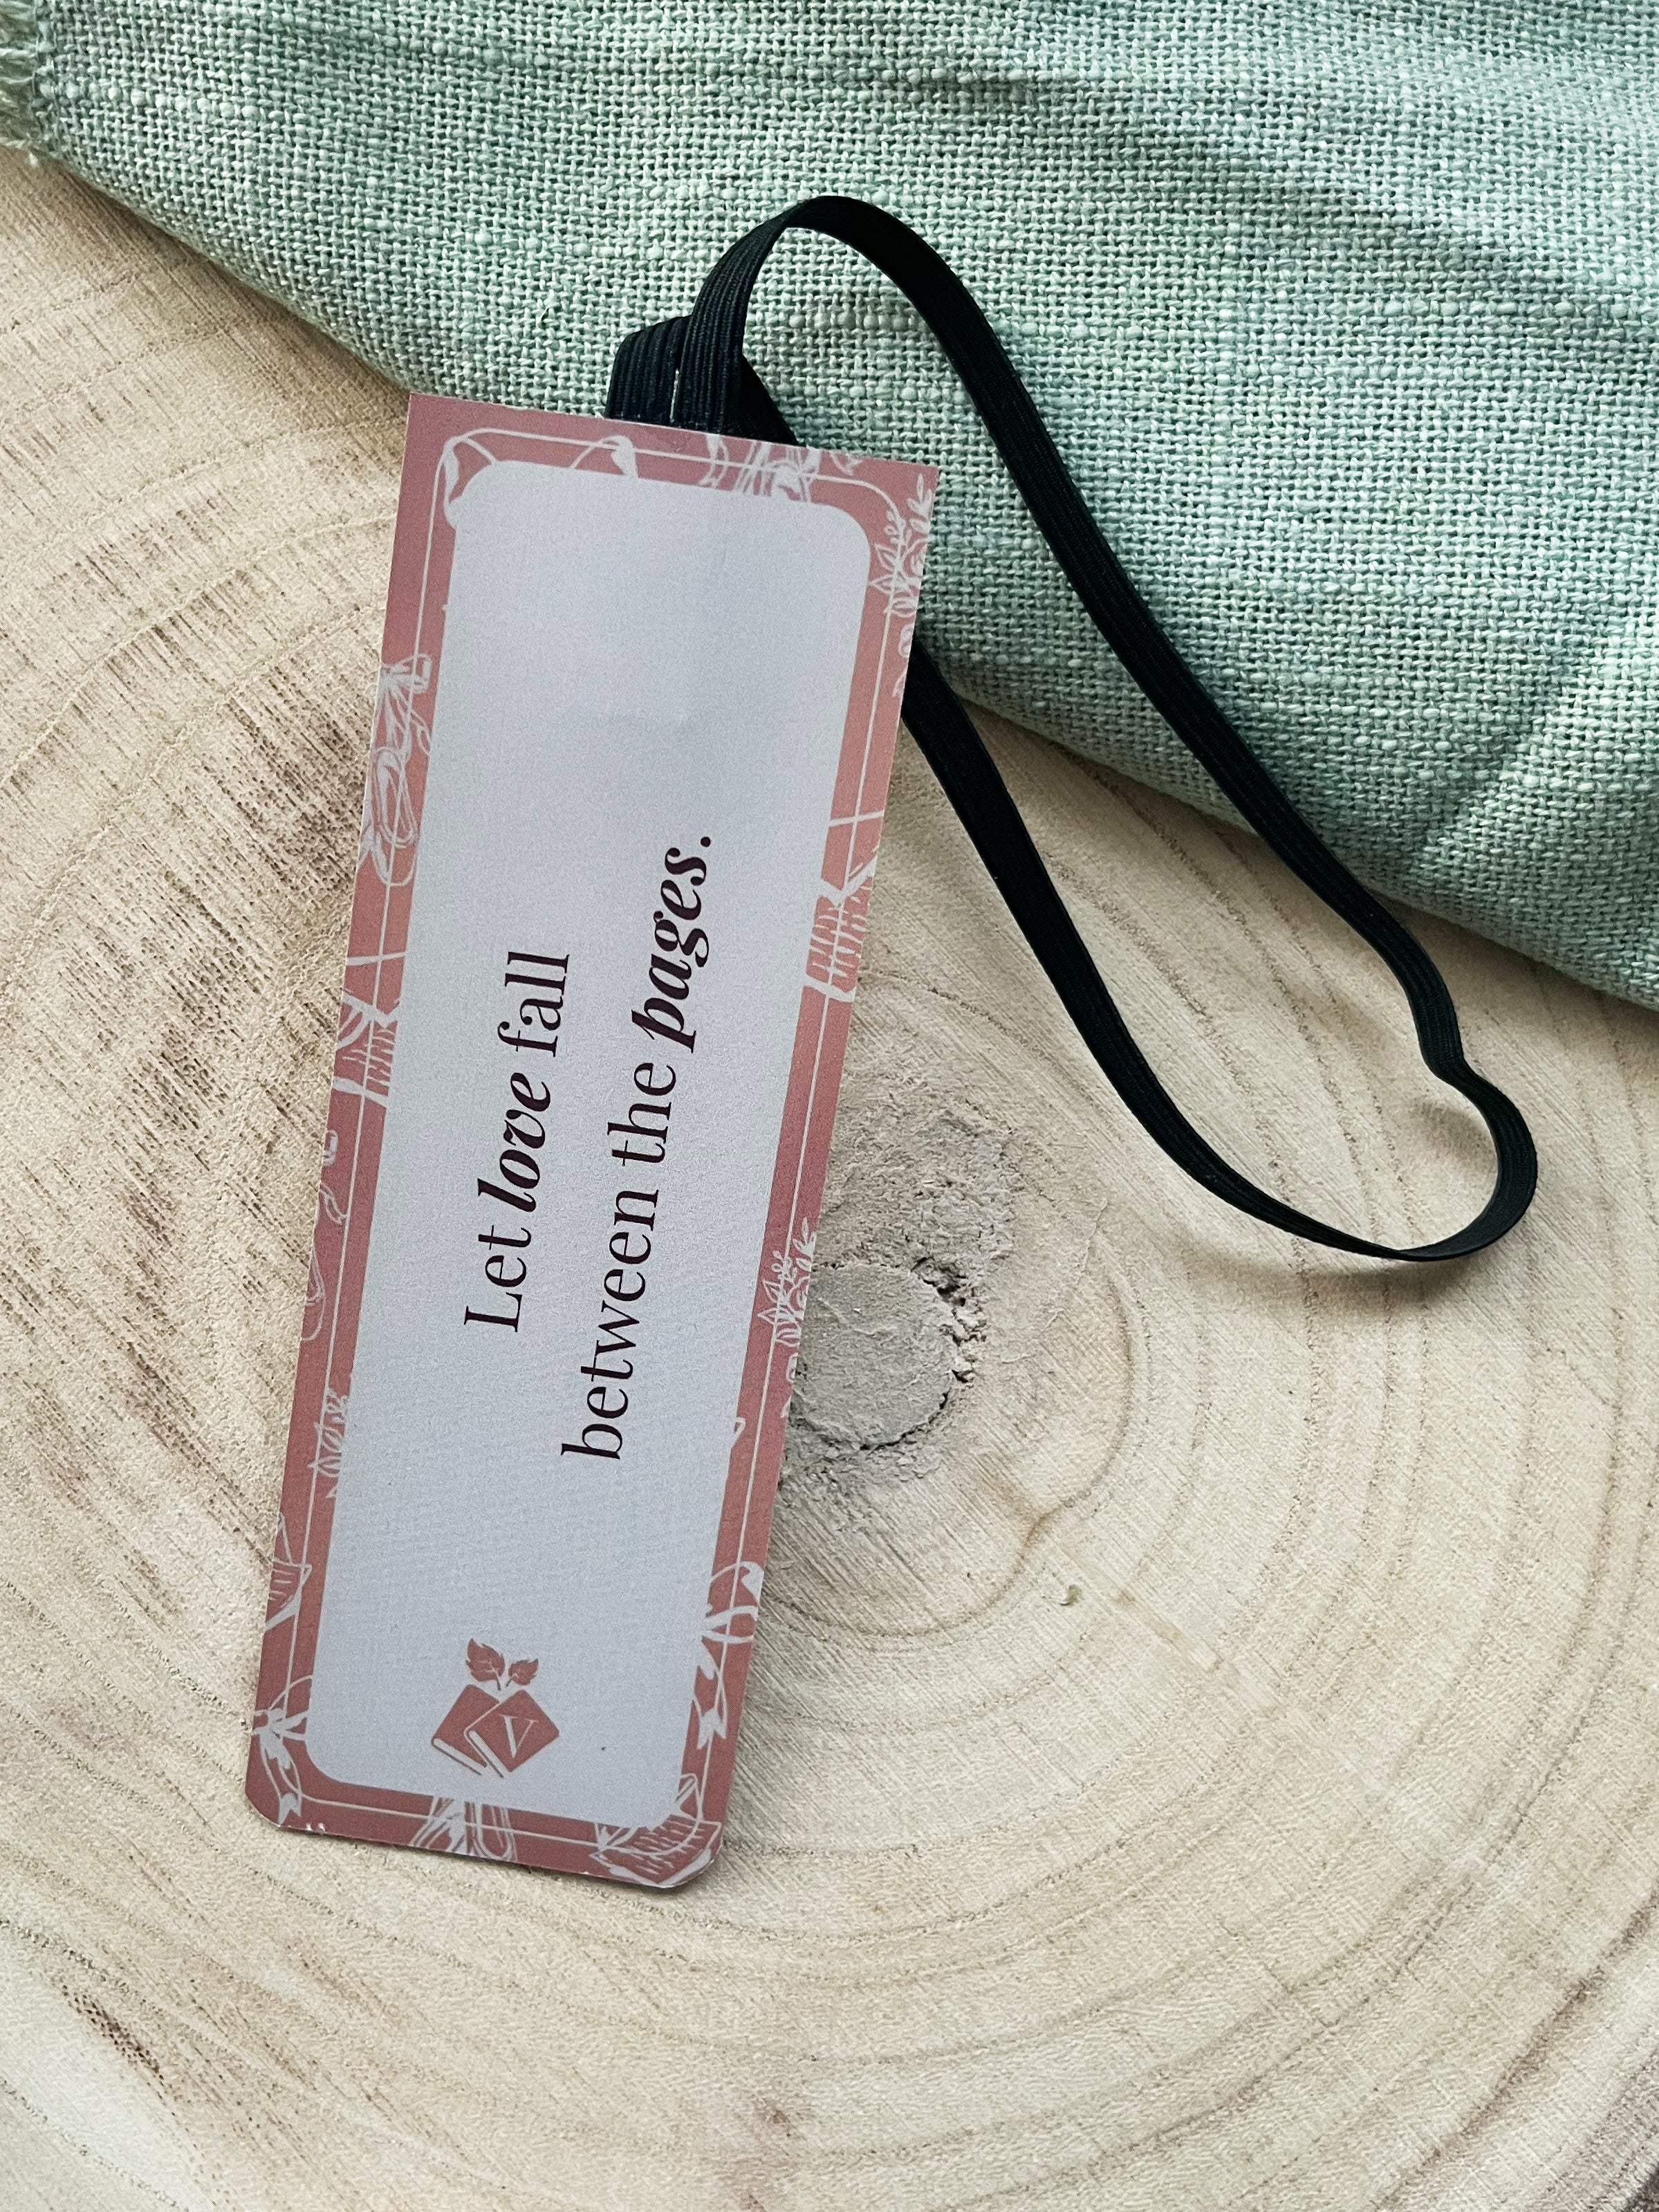 Let love fall
between the pages.
V